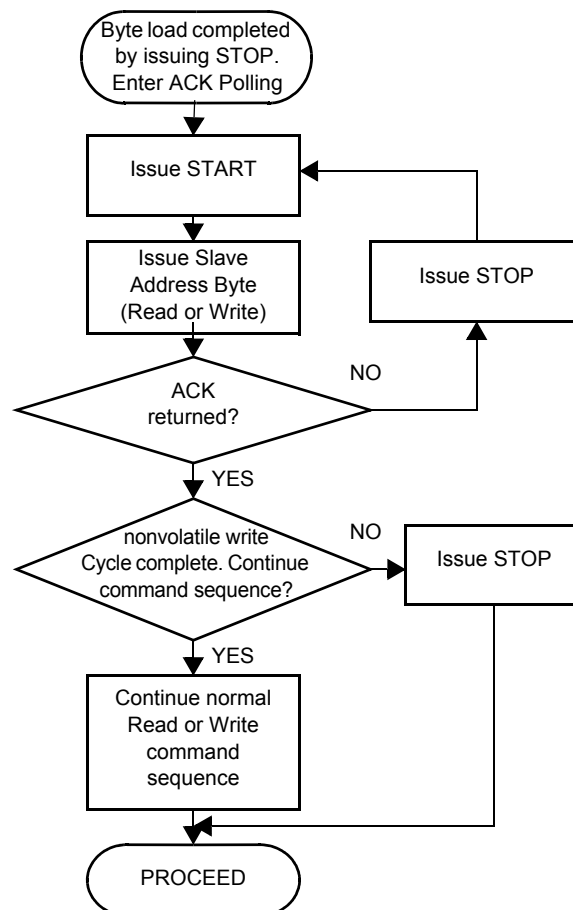 Byte load completed
by issuing STOP.
Enter ACK Polling
Issue START
Issue Slave
Address Byte
(Read or Write)
Issue STOP
ACK
returned?
NO
YES
nonvolatile write
Cycle complete. Continue
command sequence?
NO
Issue STOP
YES
Continue normal
Read or Write
command
sequence
PROCEED